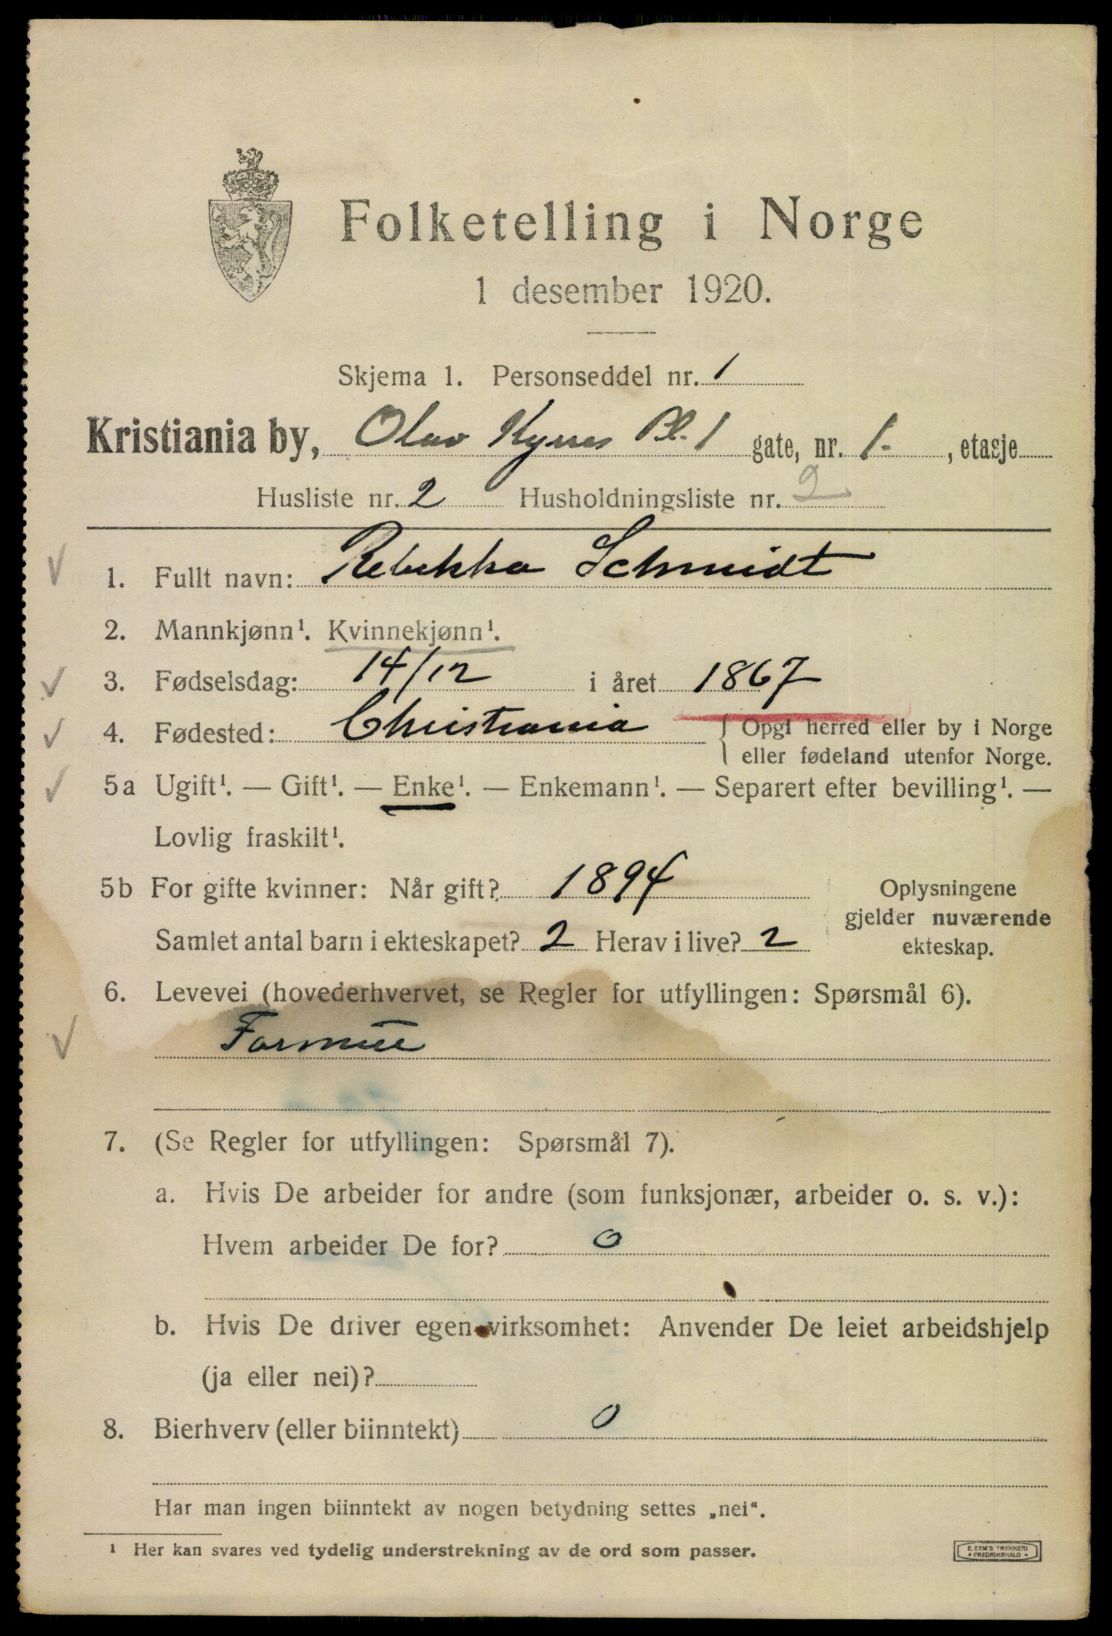 Folketelling i Norge
1 desember 1920.
Skjema 1. Personseddel nr. 1
Kristiania by, Olav Kyrres Pl. 1 gate, nr. 1. , etasje
Husliste nr. 2 Husholdningsliste nr. 2
1. Fullt navn: Rebekka Schmidt
2. Mannkjønn¹. Kvinnekjønn¹.
3. Fødselsdag: 14/12 i året 1867
4. Fødested: Christiania { Opgi herred eller by i Norge
eller fødeland utenfor Norge.
5a Ugift¹. — Gift¹. — Enke¹. — Enkemann¹. — Separert efter bevilling¹. —
Lovlig fraskilt¹.
5b For gifte kvinner: Når gift? 1894 Oplysningene
gjelder nuværende
Samlet antal barn i ekteskapet? 2 Herav i live? 2 ekteskap.
6. Levevei (hovederhvervet, se Regler for utfyllingen: Spørsmål 6).
Formue
7. (Se Regler for utfyllingen: Spørsmål 7).
a. Hvis De arbeider for andre (som funksjonær, arbeider o. s. v.):
Hvem arbeider De for? 0
b. Hvis De driver egen virksomhet: Anvender De leiet arbeidshjelp
(ja eller nei)?
8. Bierhverv (eller biinntekt) 0
Har man ingen biinntekt av nogen betydning settes „nei“.
¹ Her kan svares ved tydelig understrekning av de ord som passer.
E. SEM'S TRYKKERI
* FREDRIKSHALD *